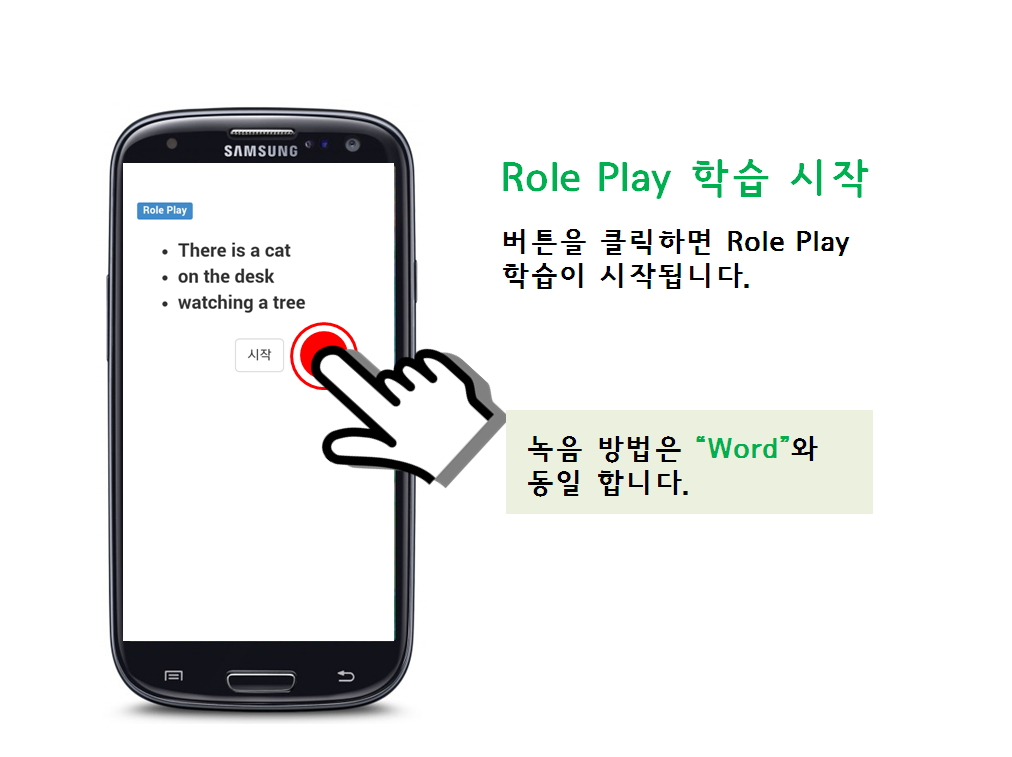 SAMSUNG
Role Play
• There is a cat
• on the desk
• watching a tree
시작
Role Play 학습 시작
버튼을 클릭하면 Role Play
학습이 시작됩니다.
녹음 방법은 “Word”와
동일 합니다.